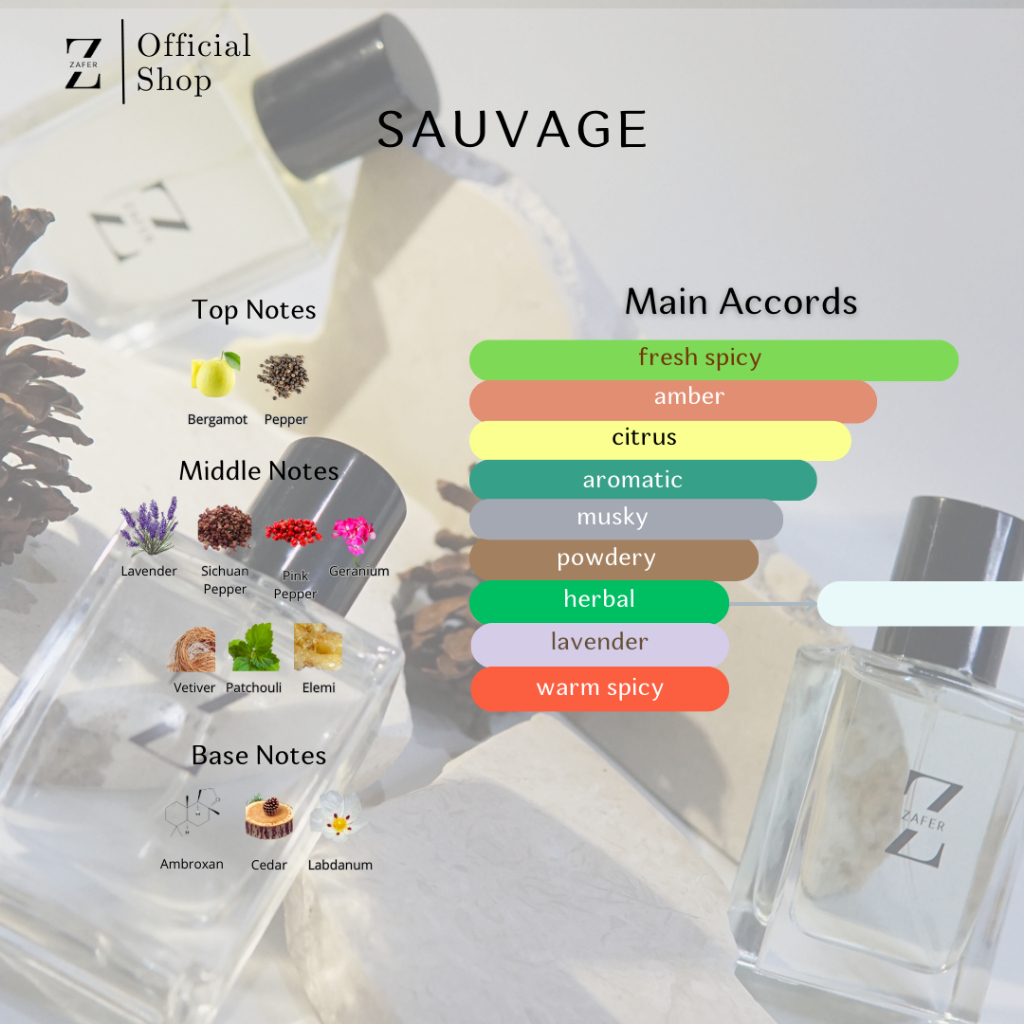 ZAFER
Official
Shop
SAUVAGE
Top Notes
Bergamot Pepper
Middle Notes
Lavender Sichuan Pepper Pink Pepper Geranium
Vetiver Patchouli Elemi
Base Notes
Ambroxan Cedar Labdanum
Main Accords
fresh spicy
amber
citrus
aromatic
musky
powdery
herbal
lavender
warm spicy
ZAFER
ZAFER